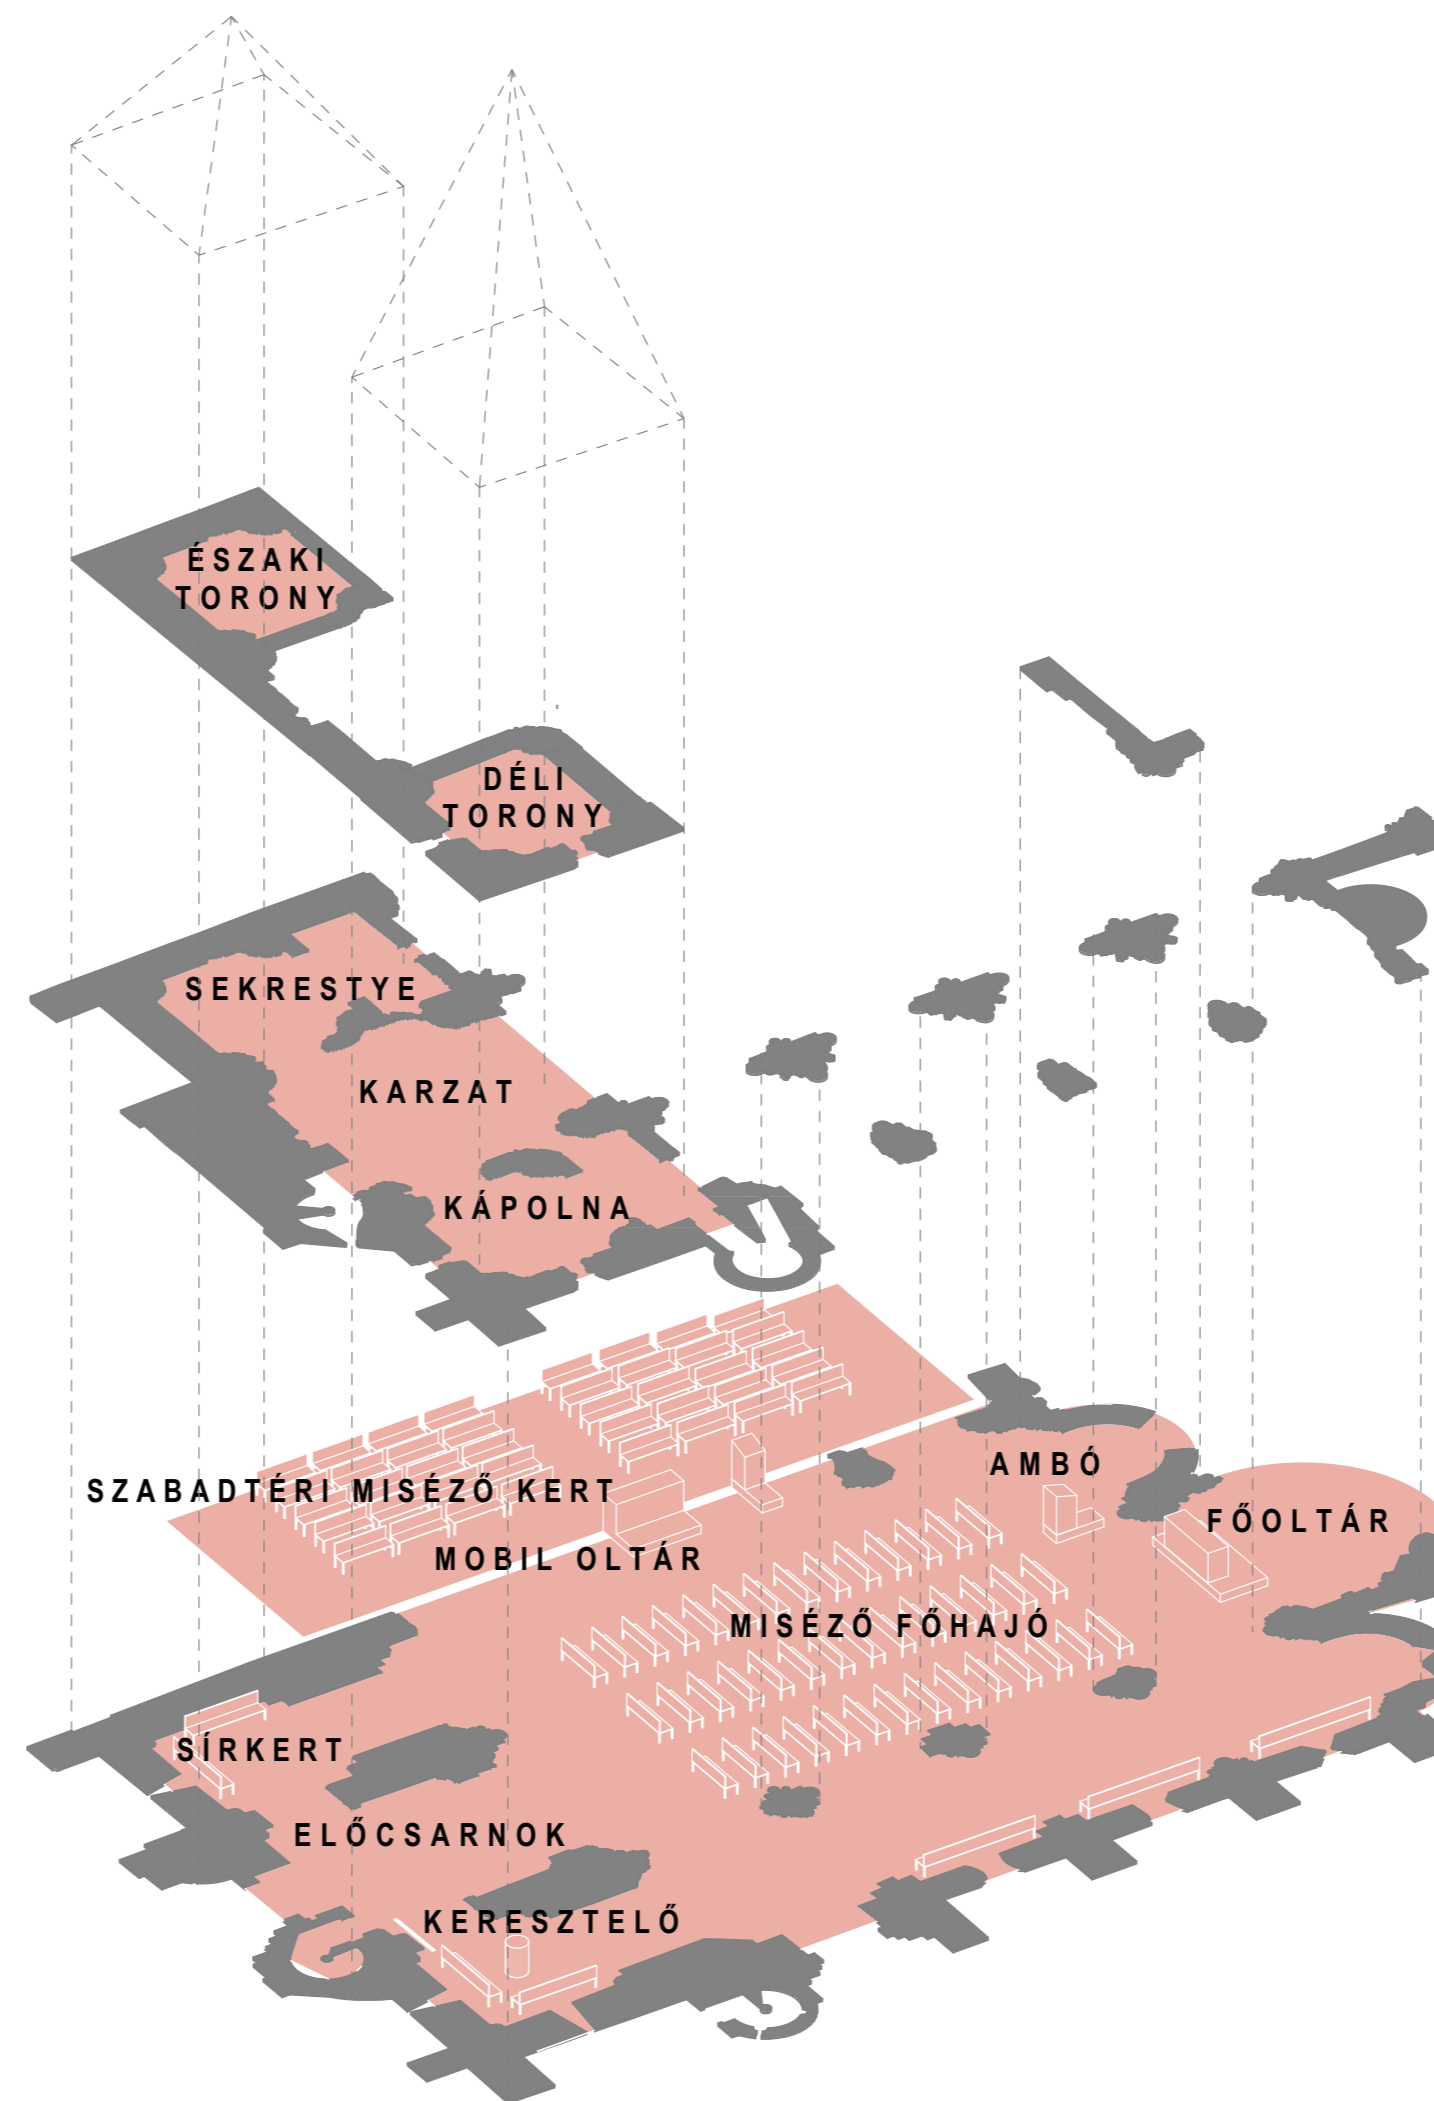 ÉSZAKI
TORONY
DÉLI
TORONY
SEKRESTYE
KARZAT
KÁPOLNA
AMBÓ
SZABADTÉRI MISÉZŐ KERT
FŐOLTÁR
MOBIL OLTÁR
MISÉZŐ FŐHAJÓ
SÍRKERT
ELŐCSARNOK
KERESZTELŐ